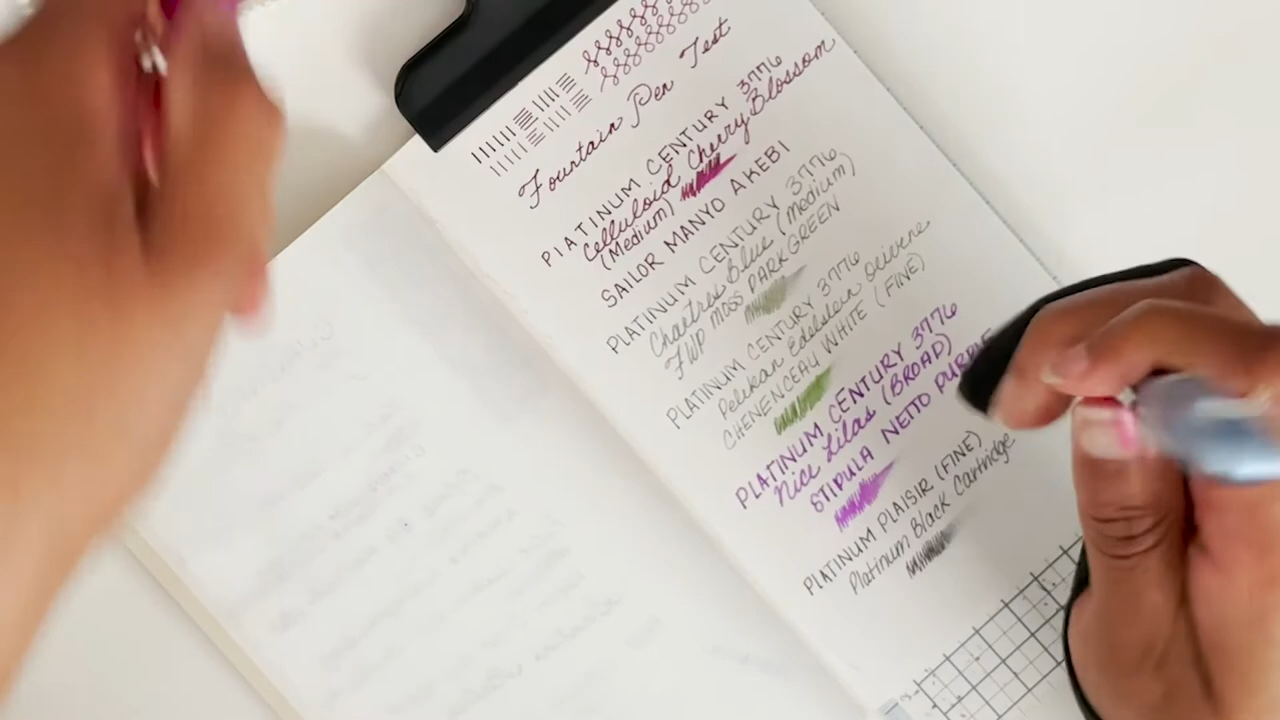 Fountain Pen Test
PLATINUM CENTURY 3776
Celluloid Cherry Blossom
(Medium)
SAILOR MANYO AKEBI
PLATINUM CENTURY 3776
Chartres Blue (Medium)
FWP MOSS PARK GREEN
PLATINUM CENTURY 3776
Pelikan Edelstein Olivene
CHENENCEAU WHITE (FINE)
PLATINUM CENTURY 3776
Nice Lilas (BROAD)
STIPULA NETTO PURPLE
PLATINUM PLAISIR (FINE)
Platinum Black Cartridge